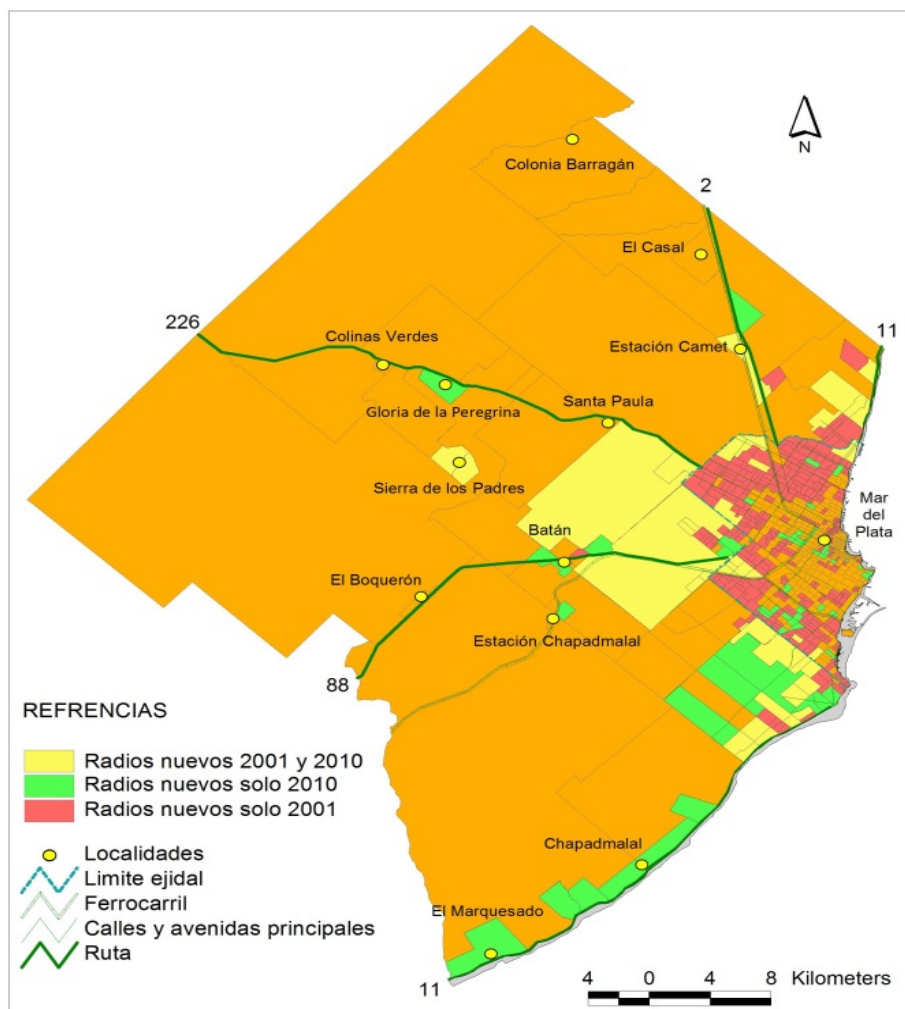 N
Colonia Barragán
2
El Casal
226
11
Colinas Verdes
Estación Camet
Gloria de la Peregrina
Santa Paula
Sierra de los Padres
Mar
del
Plata
Batán
El Boquerón
Estación Chapadmalal
88
REFRENCIAS
Radios nuevos 2001 y 2010
Radios nuevos solo 2010
Radios nuevos solo 2001
Localidades
Limite ejidal
Ferrocarril
Calles y avenidas principales
Ruta
Chapadmalal
El Marquesado
11
4 0 4 8 Kilometers